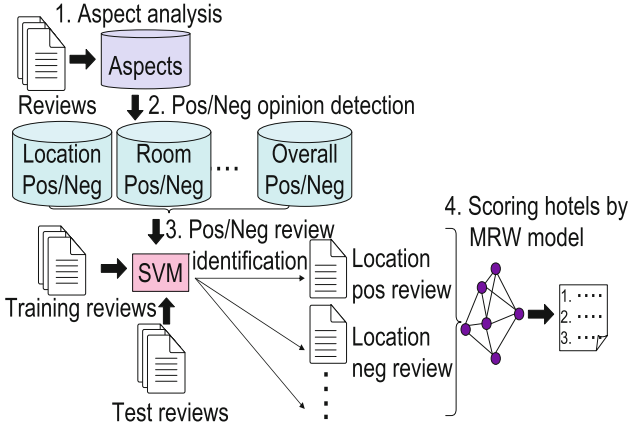 1. Aspect analysis
Aspects
Reviews
2. Pos/Neg opinion detection
Location
Pos/Neg
Room
Pos/Neg
....
Overall
Pos/Neg
3. Pos/Neg review
identification
SVM
Training reviews
Test reviews
Location
pos review
Location
neg review
4. Scoring hotels by
MRW model
1. ....
2. ....
3. ....